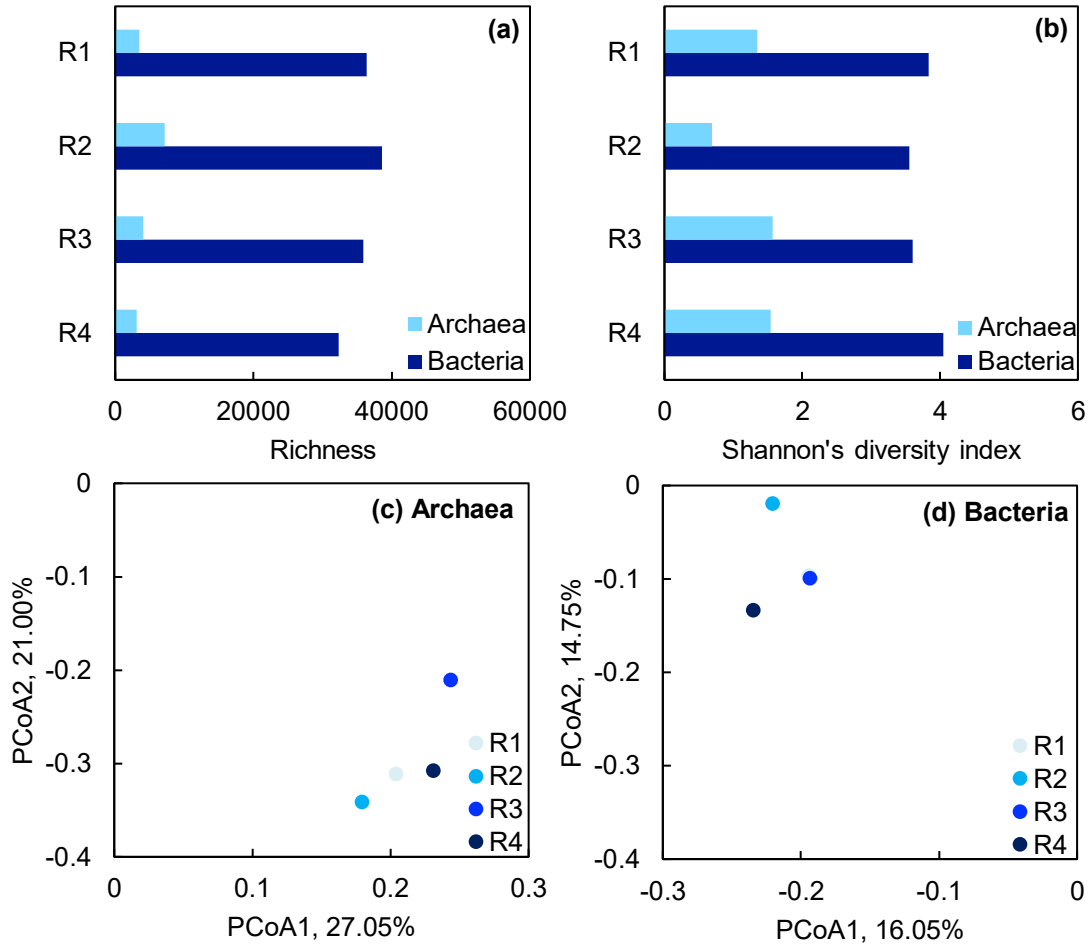 (a)
R1
R2
R3
R4
Archaea
Bacteria
0 20000 40000 60000
Richness
(b)
R1
R2
R3
R4
Archaea
Bacteria
0 2 4 6
Shannon's diversity index
(c) Archaea
0
-0.1
-0.2
-0.3
-0.4
PCoA2, 21.00%
R1
R2
R3
R4
0 0.1 0.2 0.3
PCoA1, 27.05%
(d) Bacteria
0
-0.1
-0.2
-0.3
-0.4
PCoA2, 14.75%
R1
R2
R3
R4
-0.3 -0.2 -0.1 0
PCoA1, 16.05%